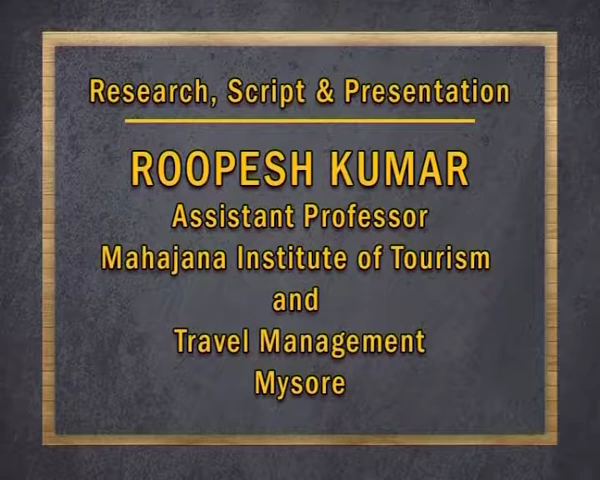 Research, Script & Presentation
ROOPESH KUMAR
Assistant Professor
Mahajana Institute of Tourism
and
Travel Management
Mysore